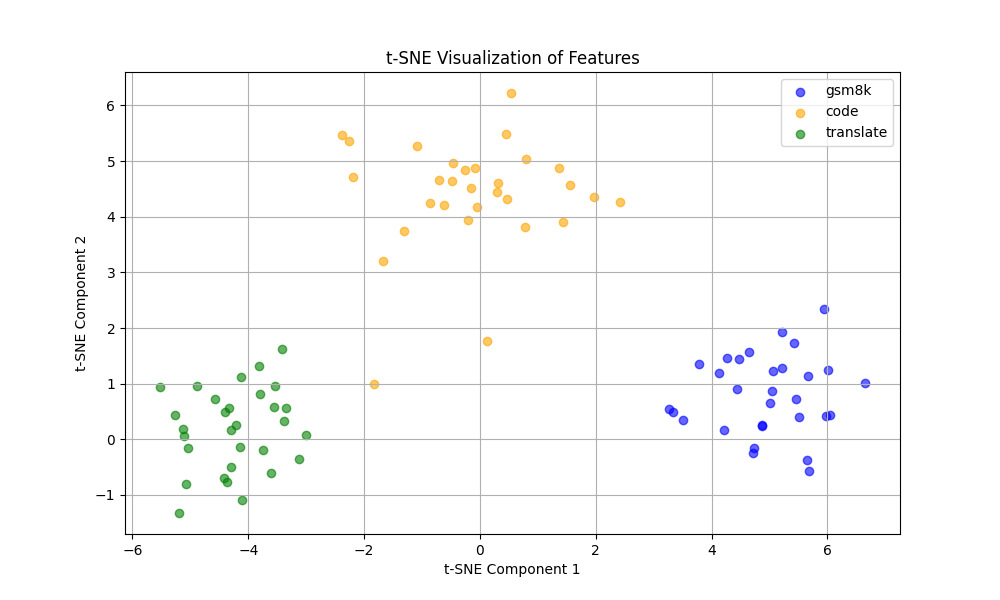 t-SNE Visualization of Features
gsm8k
code
translate
6
5
4
3
2
1
0
−1
t-SNE Component 2
−6
−4
−2
0
2
4
6
t-SNE Component 1